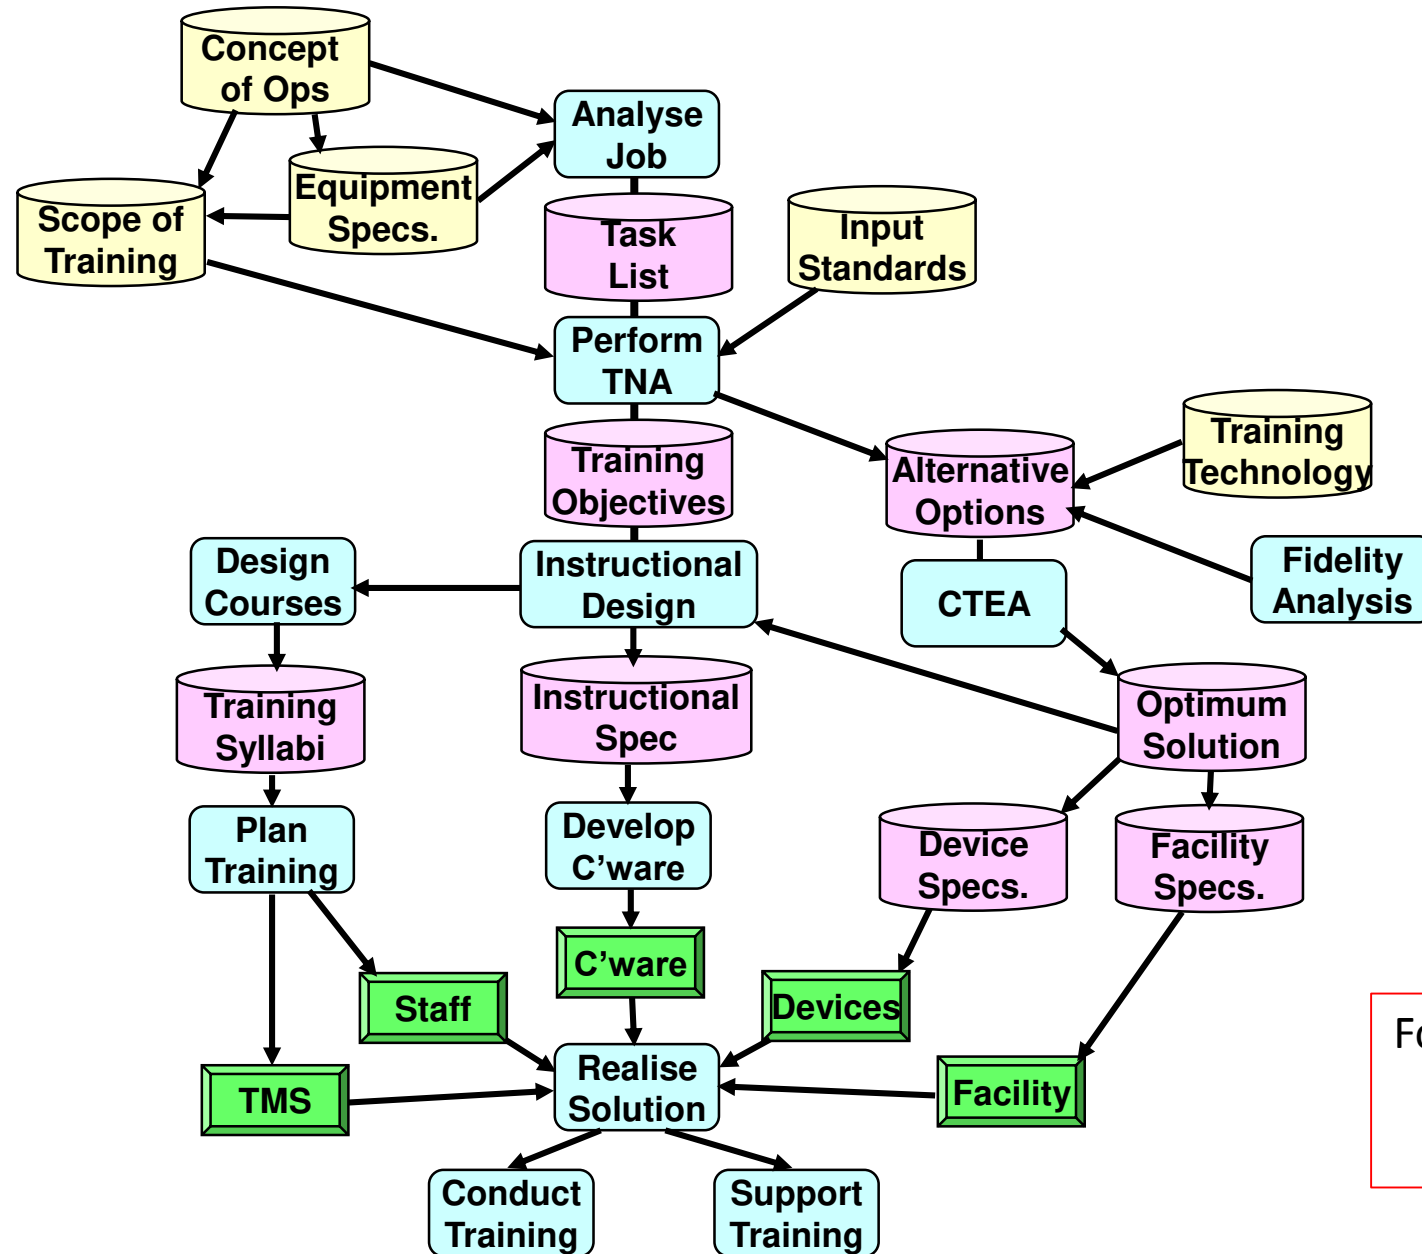 Concept
of Ops
Analyse
Job
Equipment
Specs.
Scope of
Training
Task
List
Input
Standards
Perform
TNA
Training
Objectives
Alternative
Options
Training
Technology
Design
Courses
Instructional
Design
CTEA
Fidelity
Analysis
Training
Syllabi
Instructional
Spec
Optimum
Solution
Plan
Training
Develop
C’ware
Device
Specs.
Facility
Specs.
C’ware
Staff
Devices
TMS
Realise
Solution
Facility
Conduct
Training
Support
Training